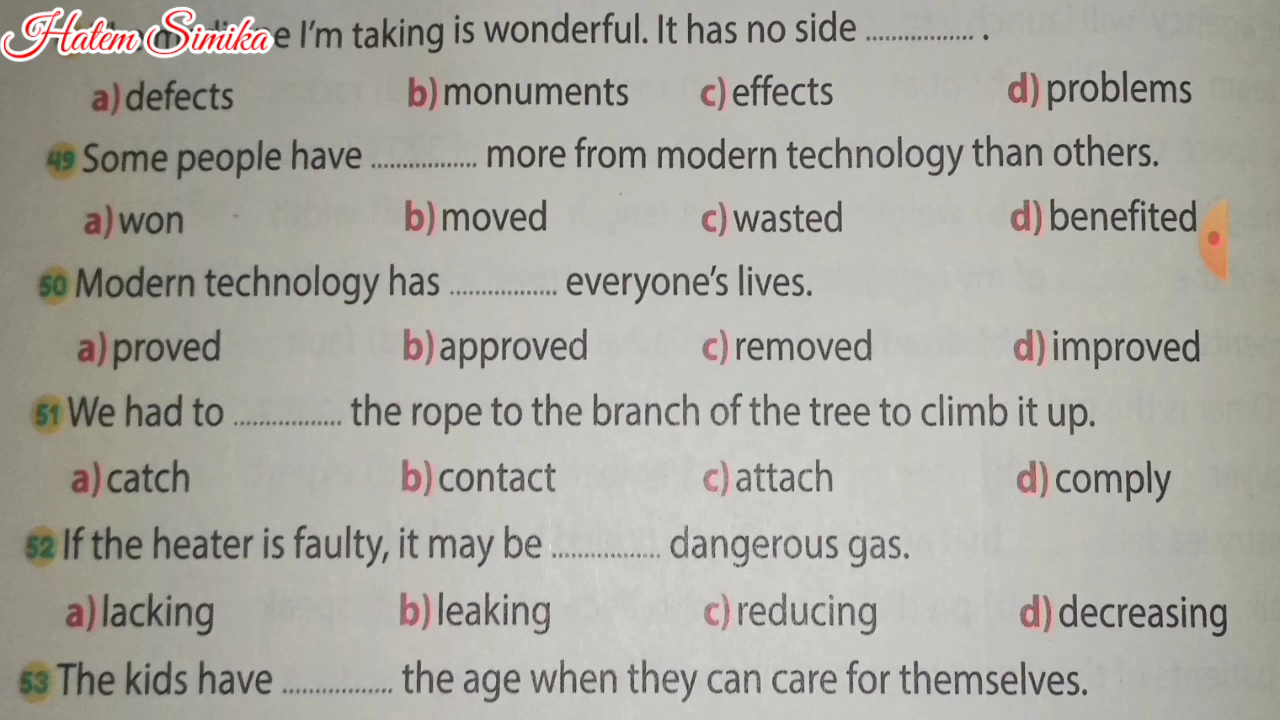 Hatem Simika
I'm taking is wonderful. It has no side ................ .
a) defects b) monuments c) effects d) problems
49 Some people have ................ more from modern technology than others.
a) won b) moved c) wasted d) benefited
50 Modern technology has ................ everyone's lives.
a) proved b) approved c) removed d) improved
51 We had to ................ the rope to the branch of the tree to climb it up.
a) catch b) contact c) attach d) comply
52 If the heater is faulty, it may be ................ dangerous gas.
a) lacking b) leaking c) reducing d) decreasing
53 The kids have ................ the age when they can care for themselves.